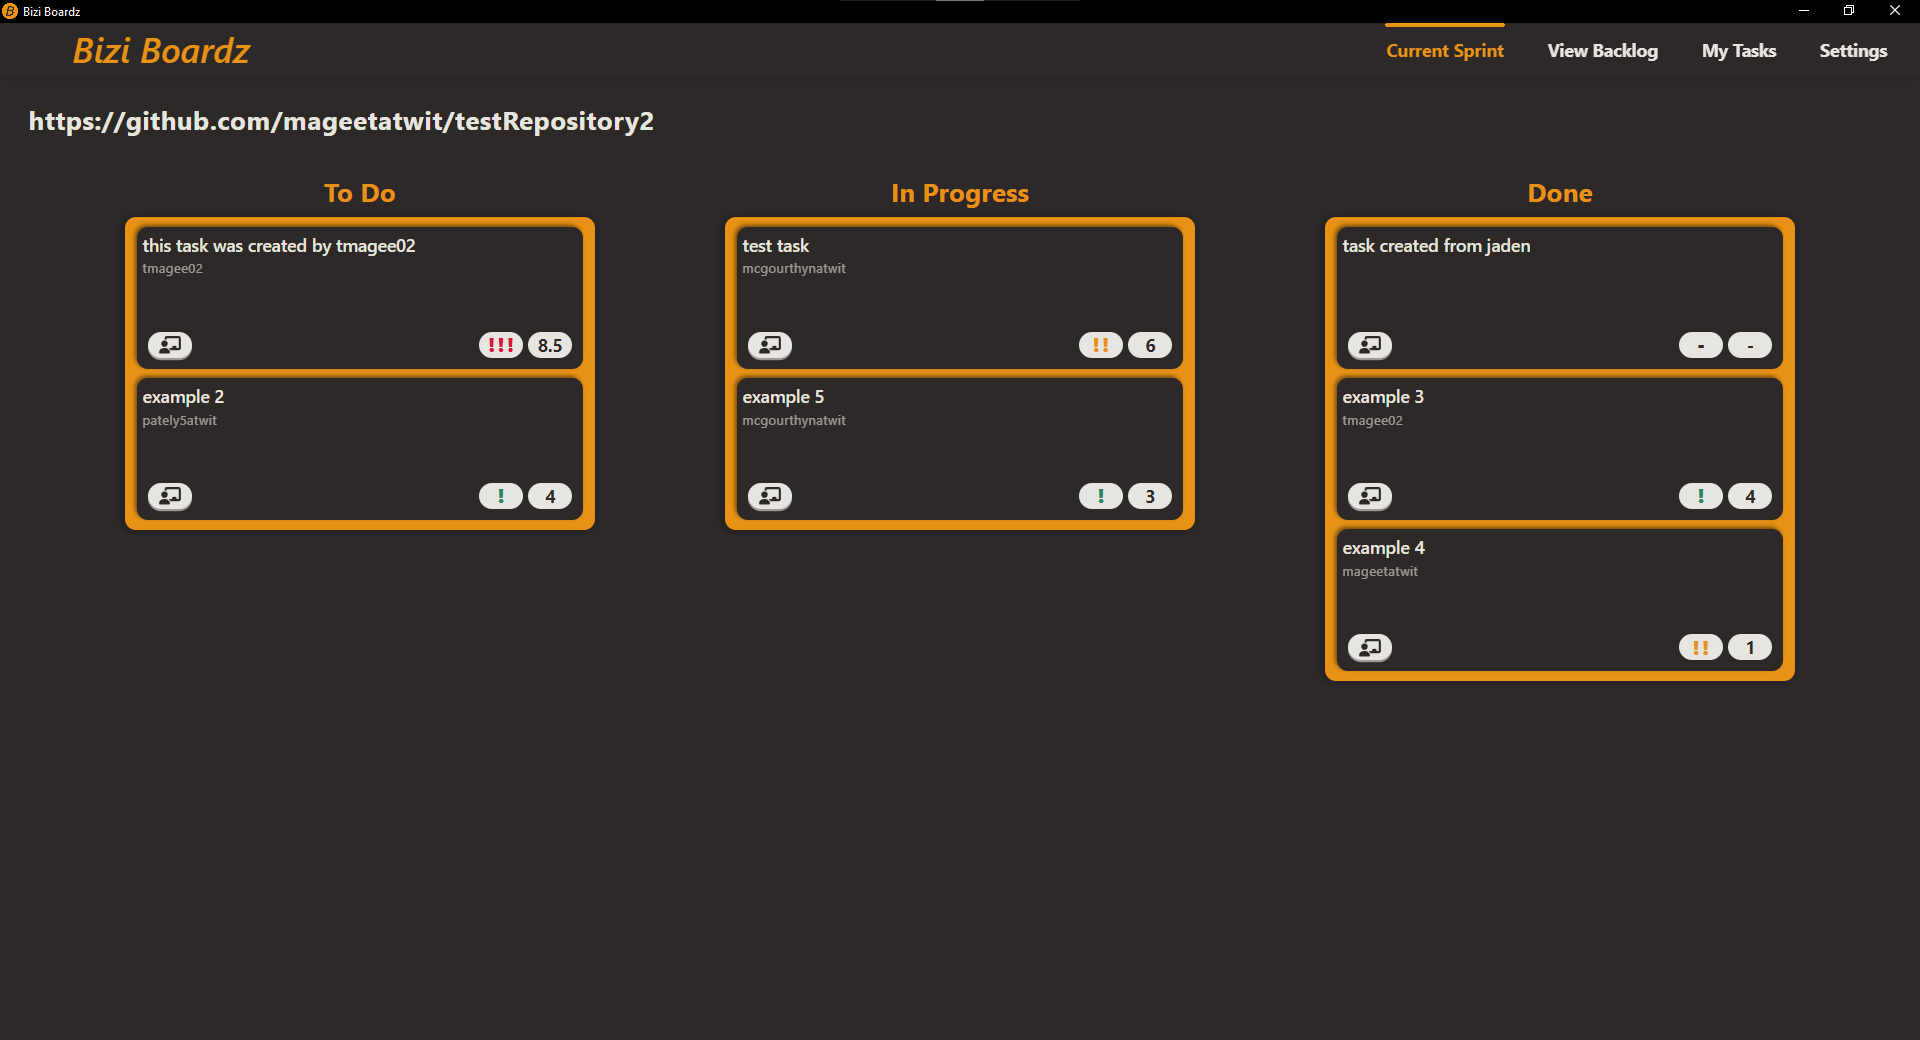 Bizi Boardz
Bizi Boardz
Current Sprint
View Backlog
My Tasks
Settings
https://github.com/mageetatwit/testRepository2
To Do
this task was created by tmagee02
tmagee02
!!!
8.5
example 2
pately5atwit
!
4
In Progress
test task
mcgourthynatwit
!!
6
example 5
mcgourthynatwit
!
3
Done
task created from jaden
-
-
example 3
tmagee02
!
4
example 4
mageetatwit
!!
1